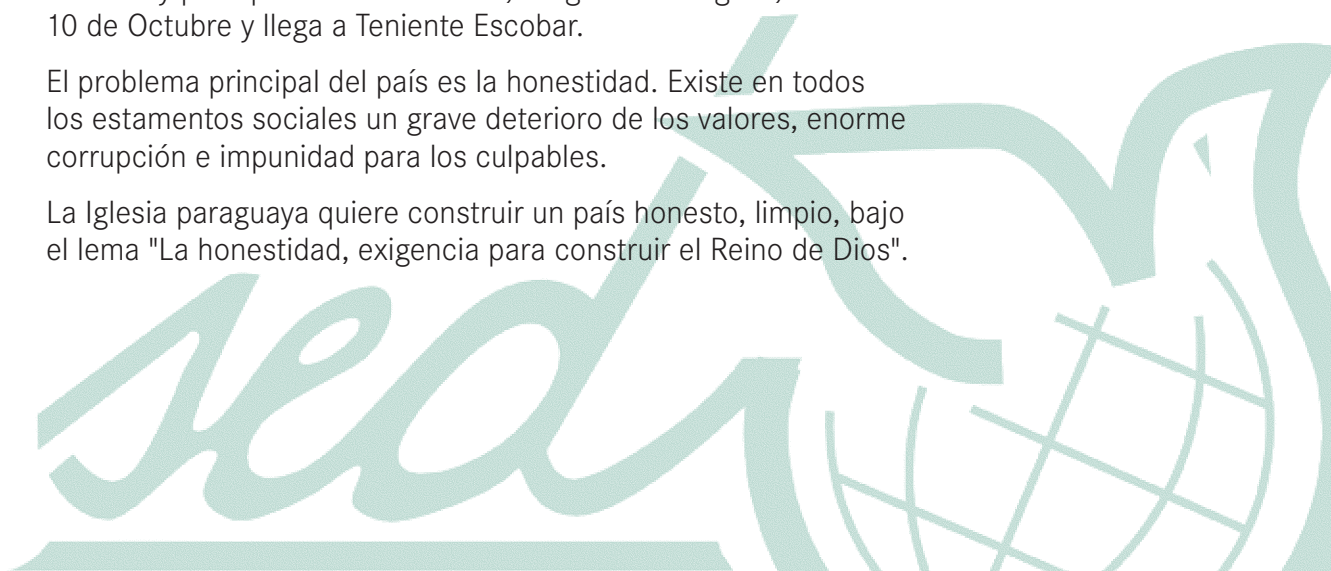 10 de Octubre y llega a Teniente Escobar.
El problema principal del país es la honestidad. Existe en todos
los estamentos sociales un grave deterioro de los valores, enorme
corrupción e impunidad para los culpables.
La Iglesia paraguaya quiere construir un país honesto, limpio, bajo
el lema "La honestidad, exigencia para construir el Reino de Dios".
sed